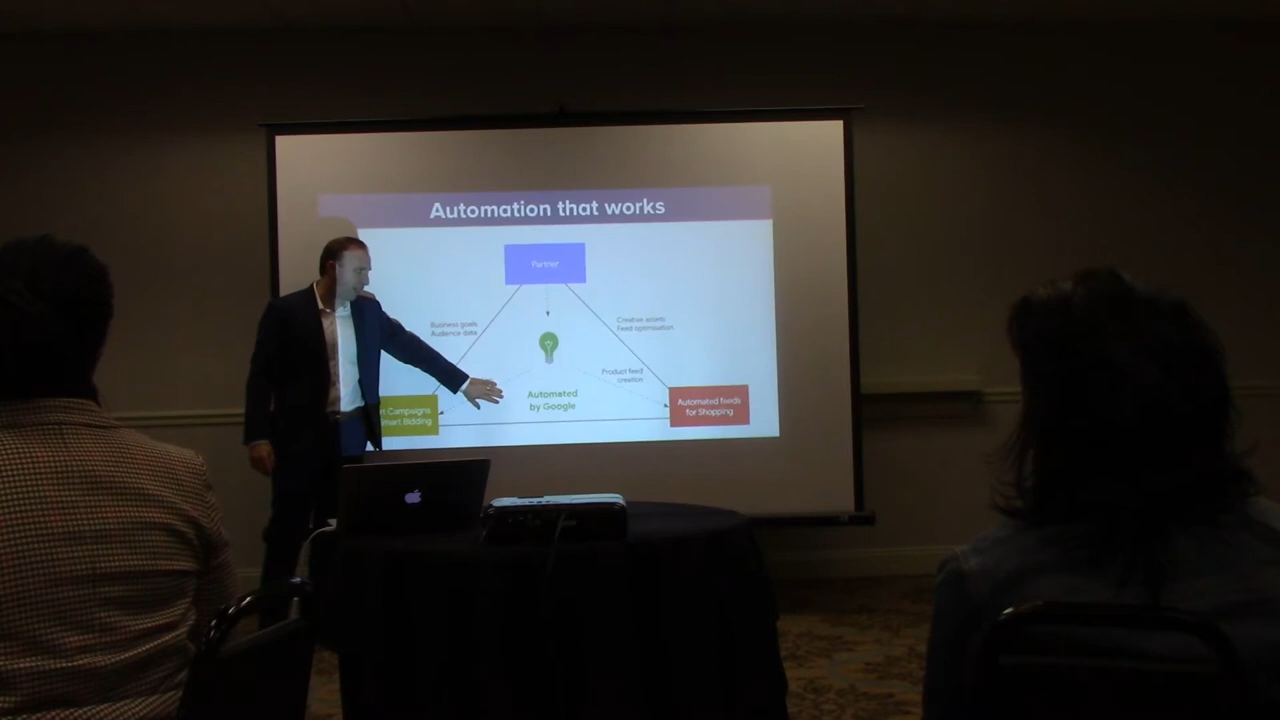 Automation that works
Partner
Business goals
Audience data
Creative assets
Feed optimisation
Product feed
creation
Automated
by Google
rt Campaigns
Smart Bidding
Automated feeds
for Shopping